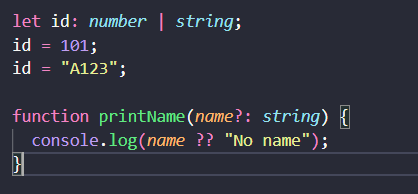 let id: number | string;
id = 101;
id = "A123";

function printName(name?: string) {
  console.log(name ?? "No name");
}